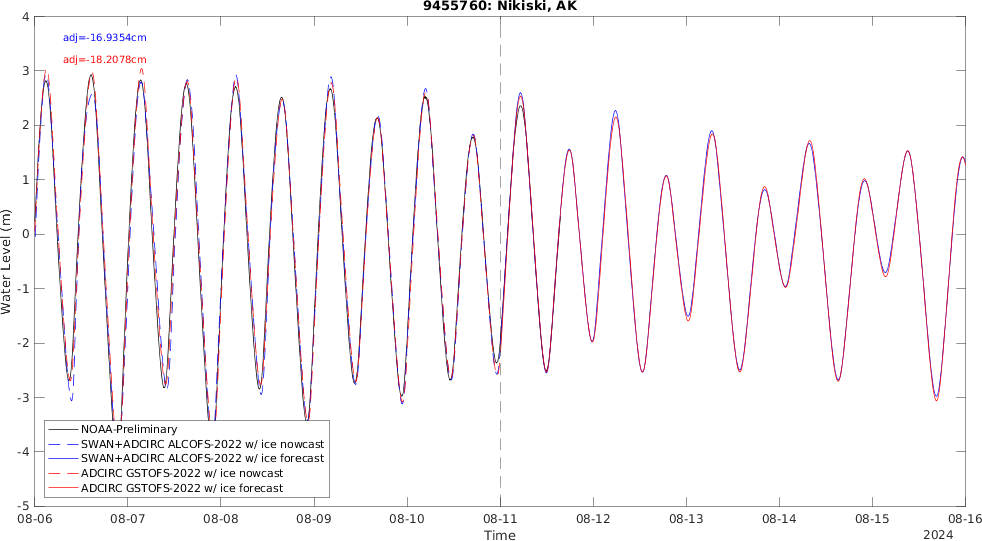 9455760: Nikiski, AK
adj=-16.9354cm
adj=-18.2078cm
4
3
2
1
0
-1
-2
-3
-4
-5
Water Level (m)
NOAA-Preliminary
SWAN+ADCIRC ALCOFS-2022 w/ ice nowcast
SWAN+ADCIRC ALCOFS-2022 w/ ice forecast
ADCIRC GSTOFS-2022 w/ ice nowcast
ADCIRC GSTOFS-2022 w/ ice forecast
08-06 08-07 08-08 08-09 08-10 08-11 08-12 08-13 08-14 08-15 08-16
Time
2024